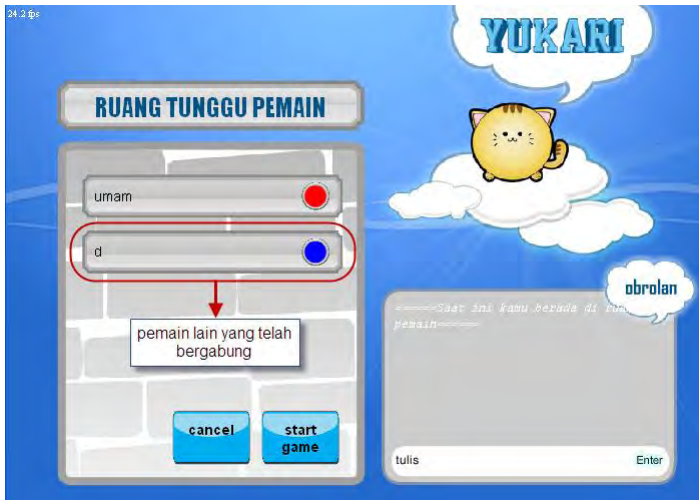 24.2 fps
YUKARI
RUANG TUNGGU PEMAIN
umam
d
pemain lain yang telah
bergabung
cancel
start
game
obrolan
======Saat ini kamu berada di
pemain======
tulis
Enter